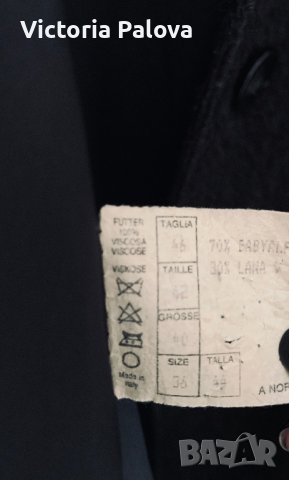 Victoria Palova
FUTTER
100%
VISCOSA
VISCOSE
VISKOSE
Made in
Italy
TAGLIA
46
TAILLE
42
GRÖSSE
40
SIZE
36
TALLA
70%
30% LANA
A NOR
BAZAR